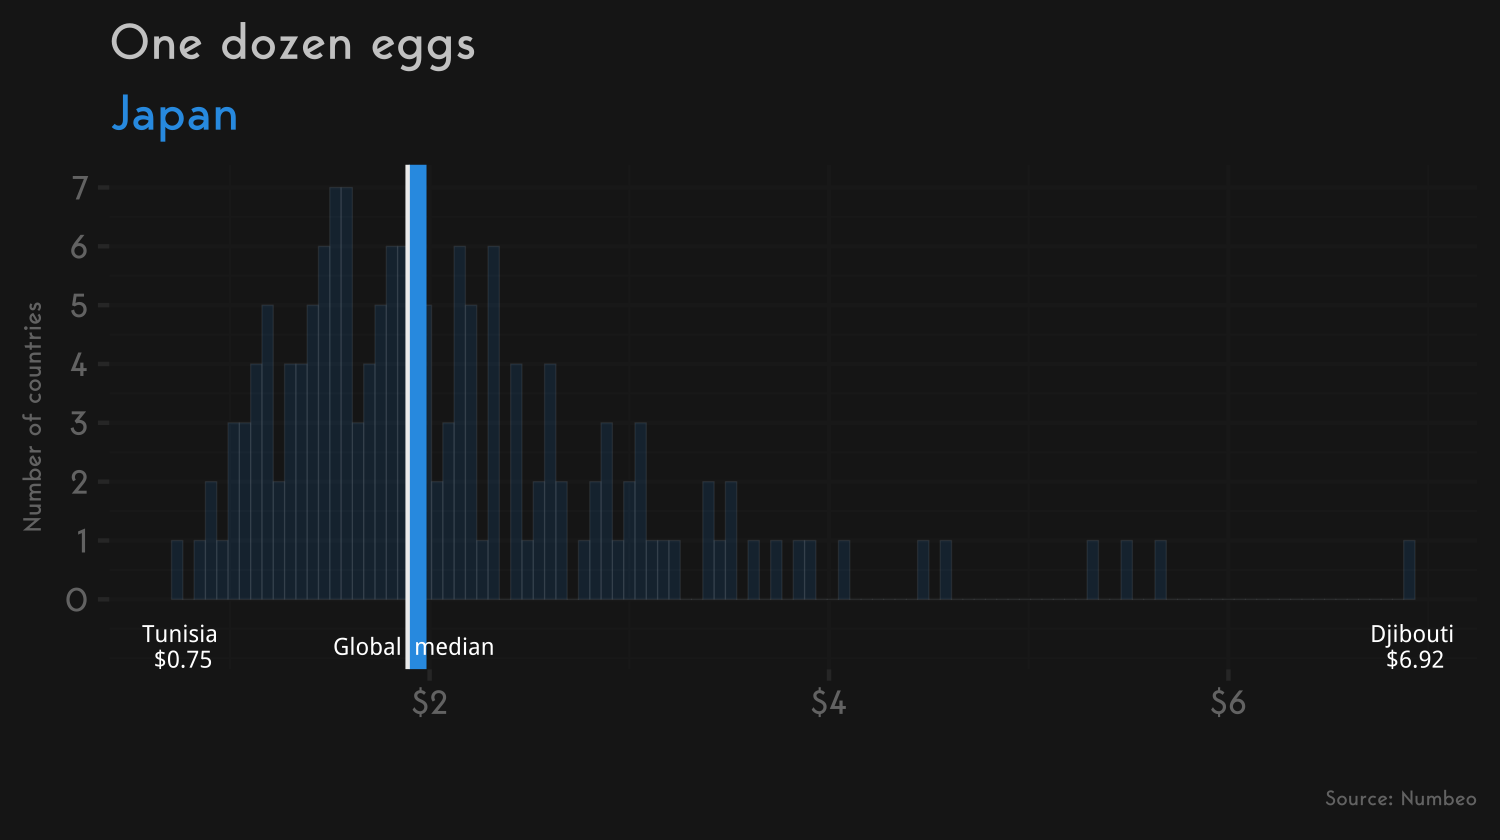 One dozen eggs
Japan
Number of countries
7
6
5
4
3
2
1
0
Tunisia
$0.75
Global median
Djibouti
$6.92
$2
$4
$6
Source: Numbeo